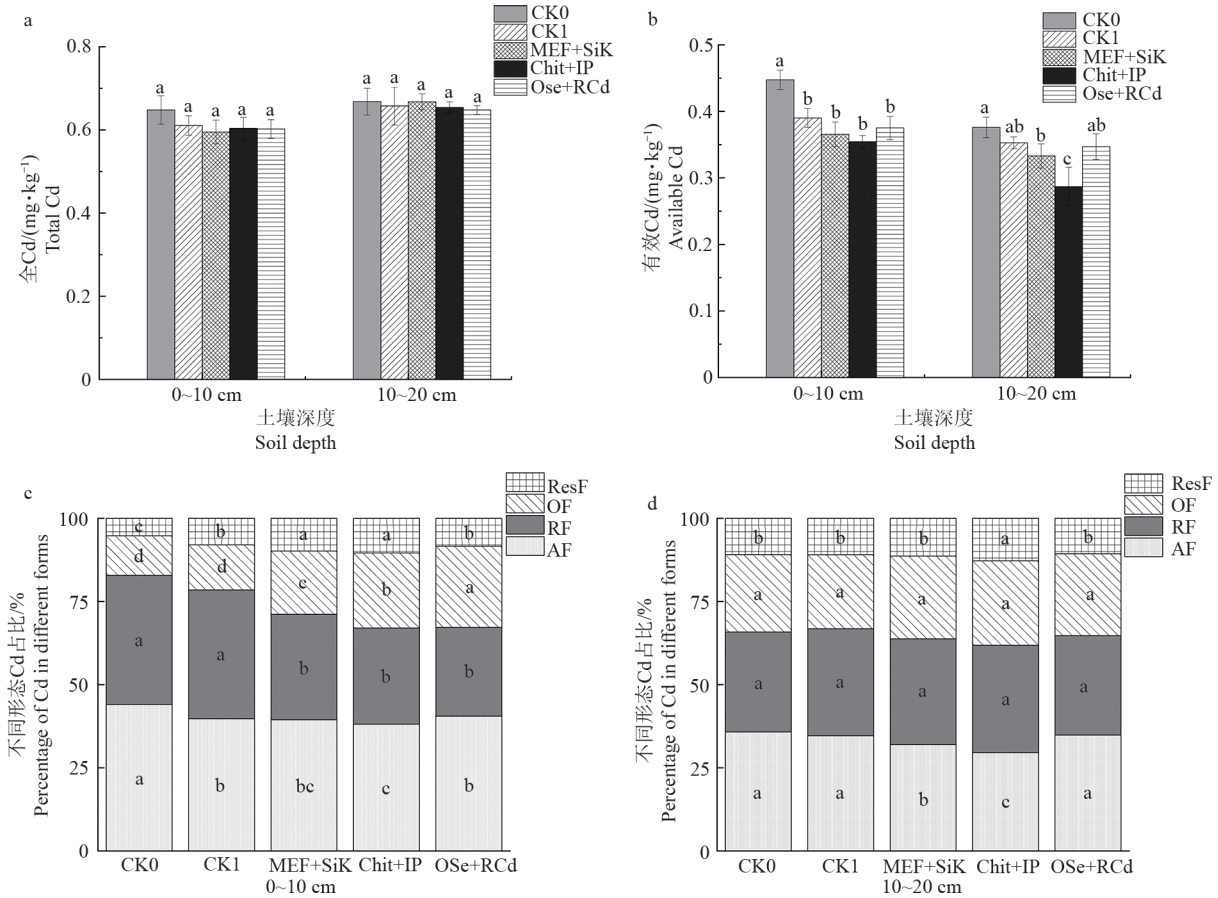 a
CK0
CK1
MEF+SiK
Chit+IP
Ose+RCd
0.8
0.6
0.4
0.2
0
全Cd/(mg·kg⁻¹)
Total Cd
a a a a a
a a a a a
0~10 cm 10~20 cm
土壤深度
Soil depth
b
CK0
CK1
MEF+SiK
Chit+IP
Ose+RCd
0.5
0.4
0.3
0.2
0.1
0
有效Cd/(mg·kg⁻¹)
Available Cd
a b b b b
a ab b c ab
0~10 cm 10~20 cm
土壤深度
Soil depth
c
ResF
OF
RF
AF
100
75
50
25
0
不同形态Cd占比/%
Percentage of Cd in different forms
c b a a b
d d c b a
a a b b b
a b bc c b
CK0 CK1 MEF+SiK Chit+IP OSe+RCd
0~10 cm
d
ResF
OF
RF
AF
100
75
50
25
0
不同形态Cd占比/%
Percentage of Cd in different forms
b b b a b
a a a a a
a a a a a
a a b c a
CK0 CK1 MEF+SiK Chit+IP OSe+RCd
10~20 cm